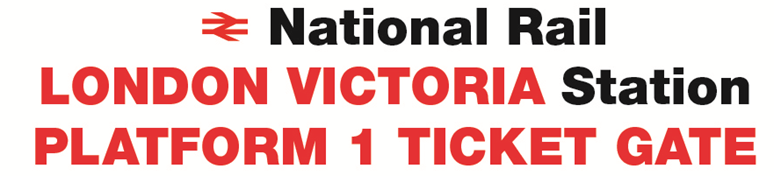 National Rail
LONDON VICTORIA Station
PLATFORM 1 TICKET GATE